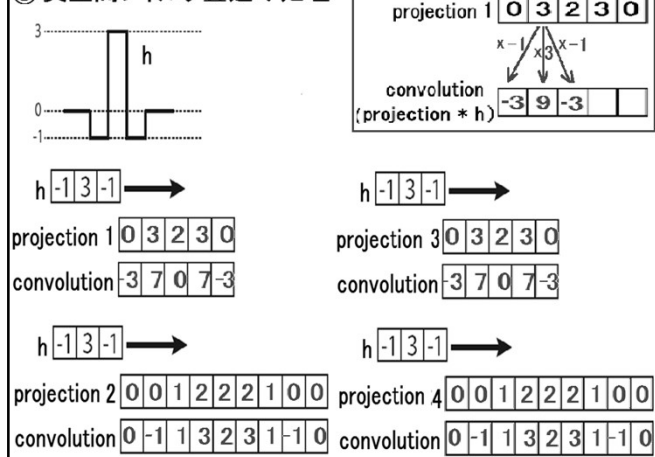 projection 1 0 3 2 3 0
x-1 x3 x-1
convolution -3 9 -3
(projection * h)
3
h
0
-1
h -1 3 -1
projection 1 0 3 2 3 0
convolution -3 7 0 7 -3
h -1 3 -1
projection 3 0 3 2 3 0
convolution -3 7 0 7 -3
h -1 3 -1
projection 2 0 0 1 2 2 2 1 0 0
convolution 0 -1 1 3 2 3 1 -1 0
h -1 3 -1
projection 4 0 0 1 2 2 2 1 0 0
convolution 0 -1 1 3 2 3 1 -1 0